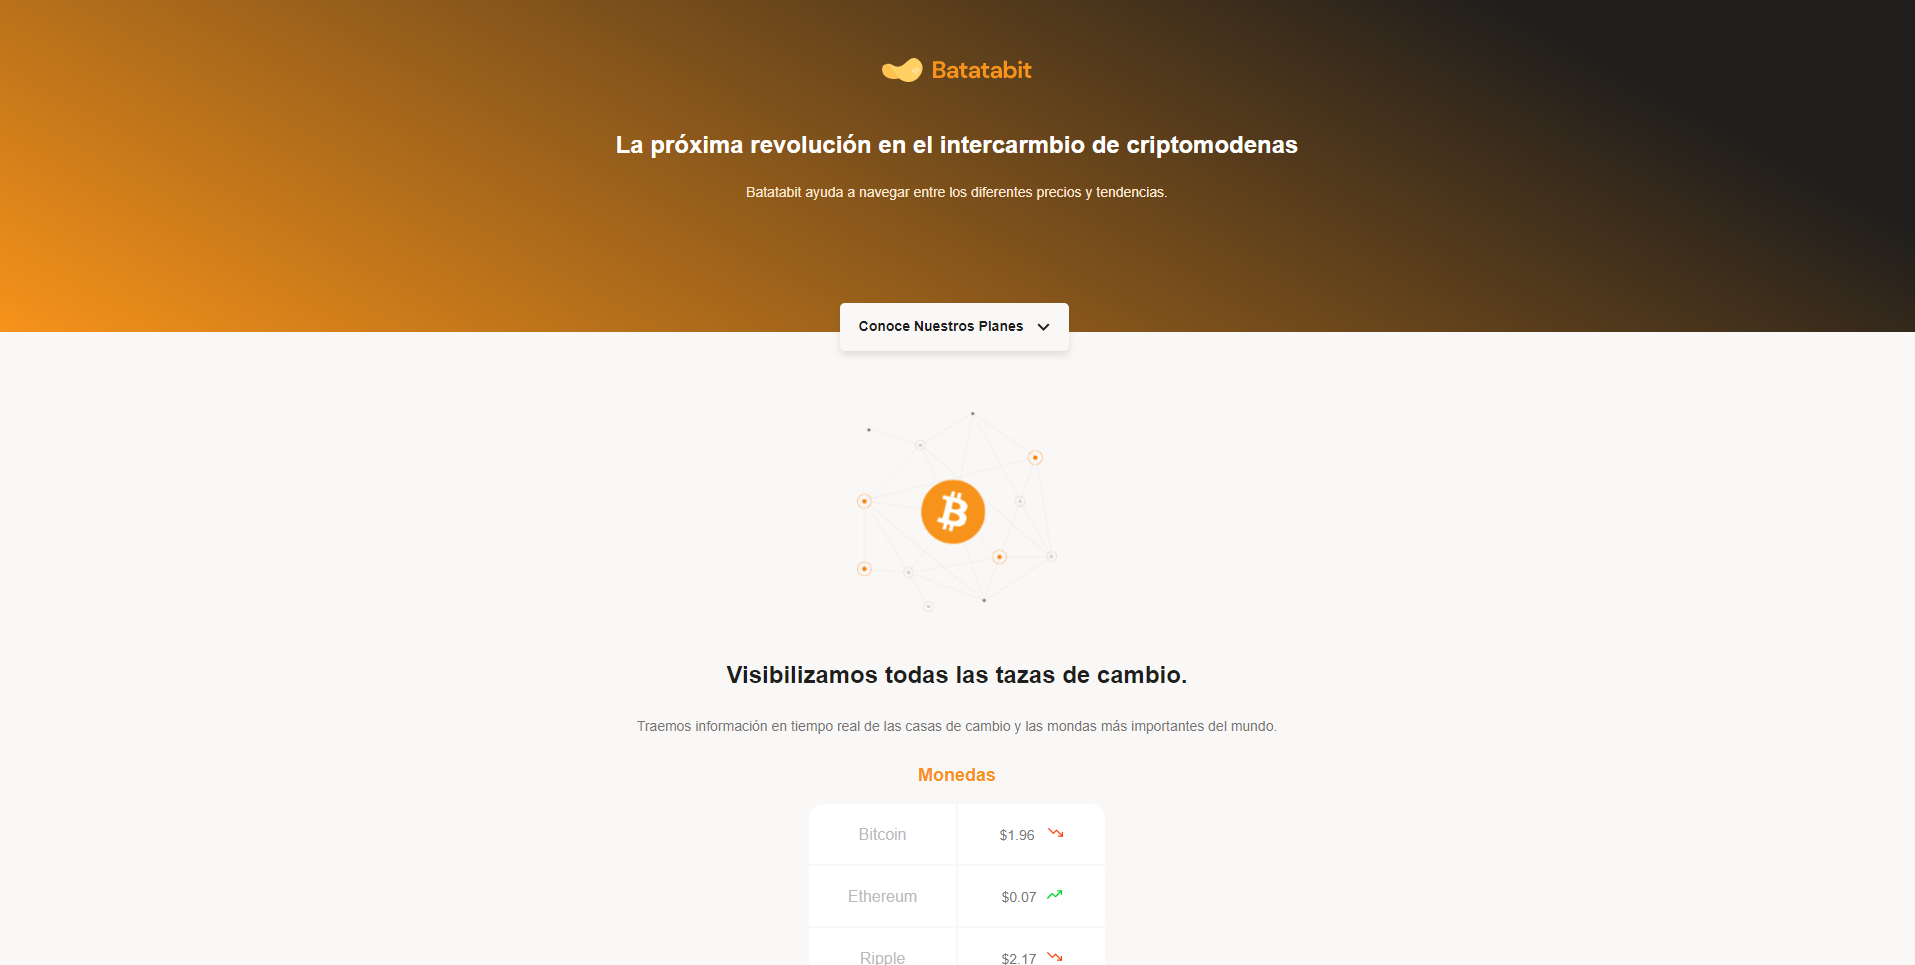 Batatabit
La próxima revolución en el intercarmbio de criptomodenas
Batatabit ayuda a navegar entre los diferentes precios y tendencias.
Conoce Nuestros Planes
Visibilizamos todas las tazas de cambio.
Traemos información en tiempo real de las casas de cambio y las mondas más importantes del mundo.
Monedas
Bitcoin $1.96
Ethereum $0.07
Ripple $2.17